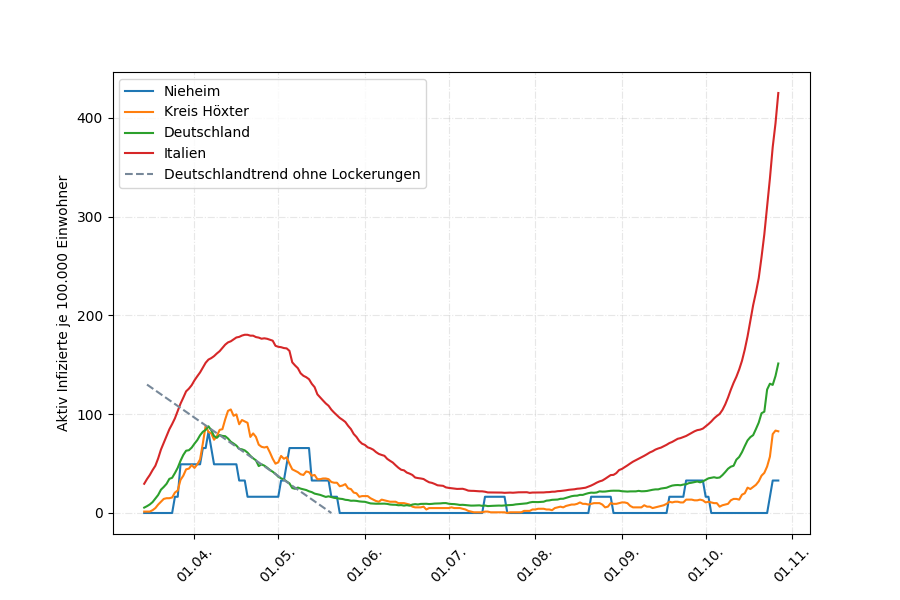 Nieheim
Kreis Höxter
Deutschland
Italien
Deutschlandtrend ohne Lockerungen
Aktiv Infizierte je 100.000 Einwohner
400
300
200
100
0
01.04. 01.05. 01.06. 01.07. 01.08. 01.09. 01.10. 01.11.